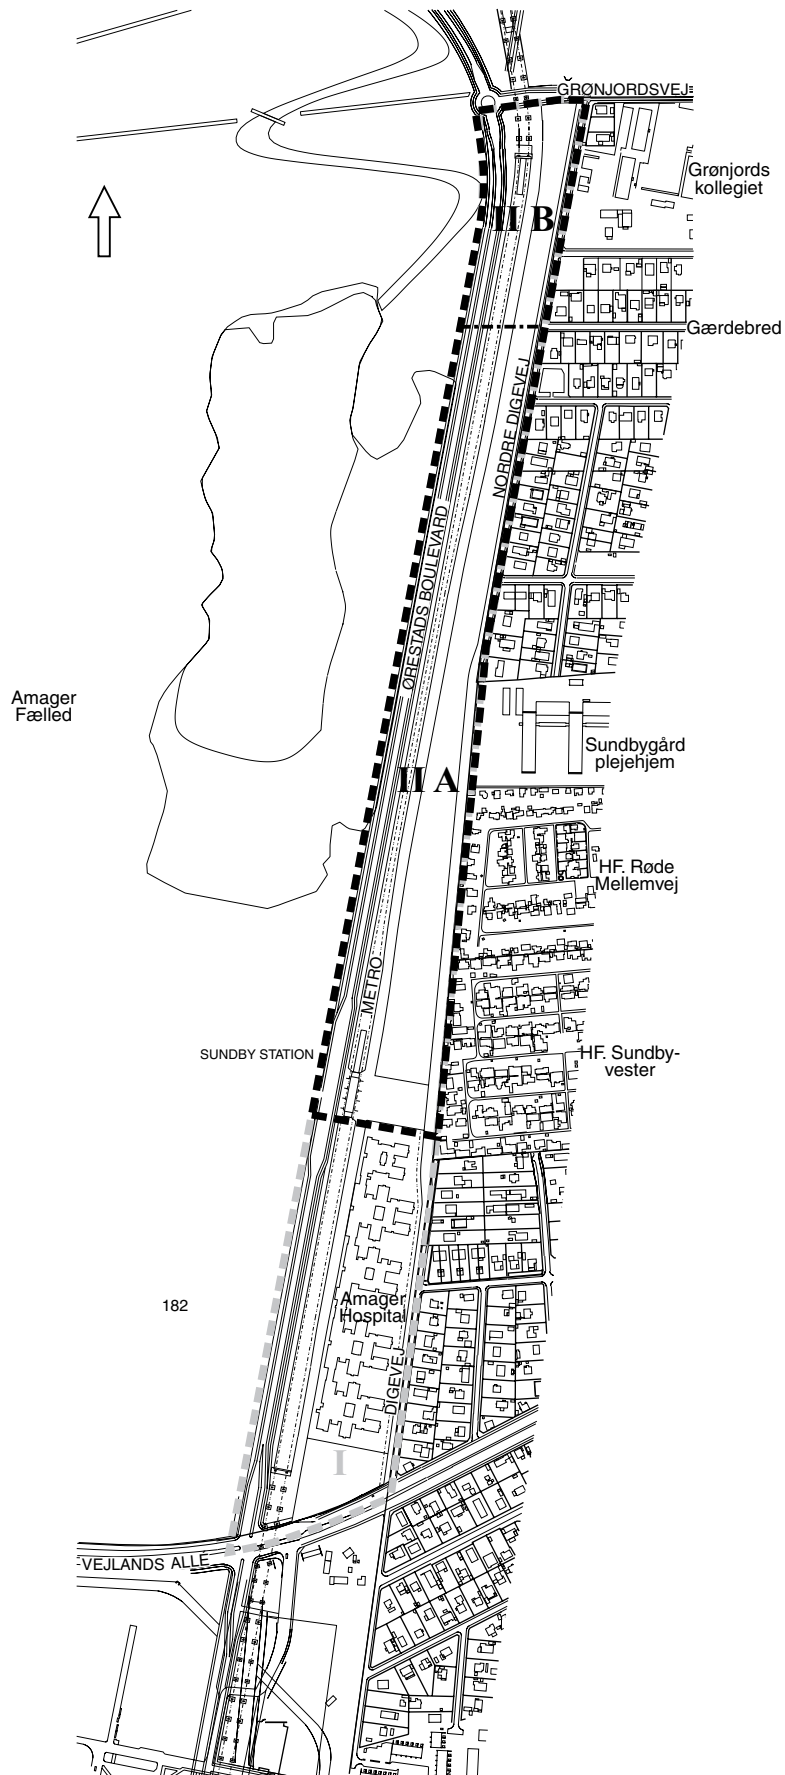 GRØNJORDSVEJ
Grønjords
kollegiet
II B
Gærdebred
NORDRE DIGEVEJ
ØRESTADS BOULEVARD
Amager
Fælled
Sundbygård
plejehjem
II A
HF. Røde
Mellemvej
METRO
SUNDBY STATION
HF. Sundby-
vester
182
Amager
Hospital
DIGEVEJ
I
VEJLANDS ALLÉ